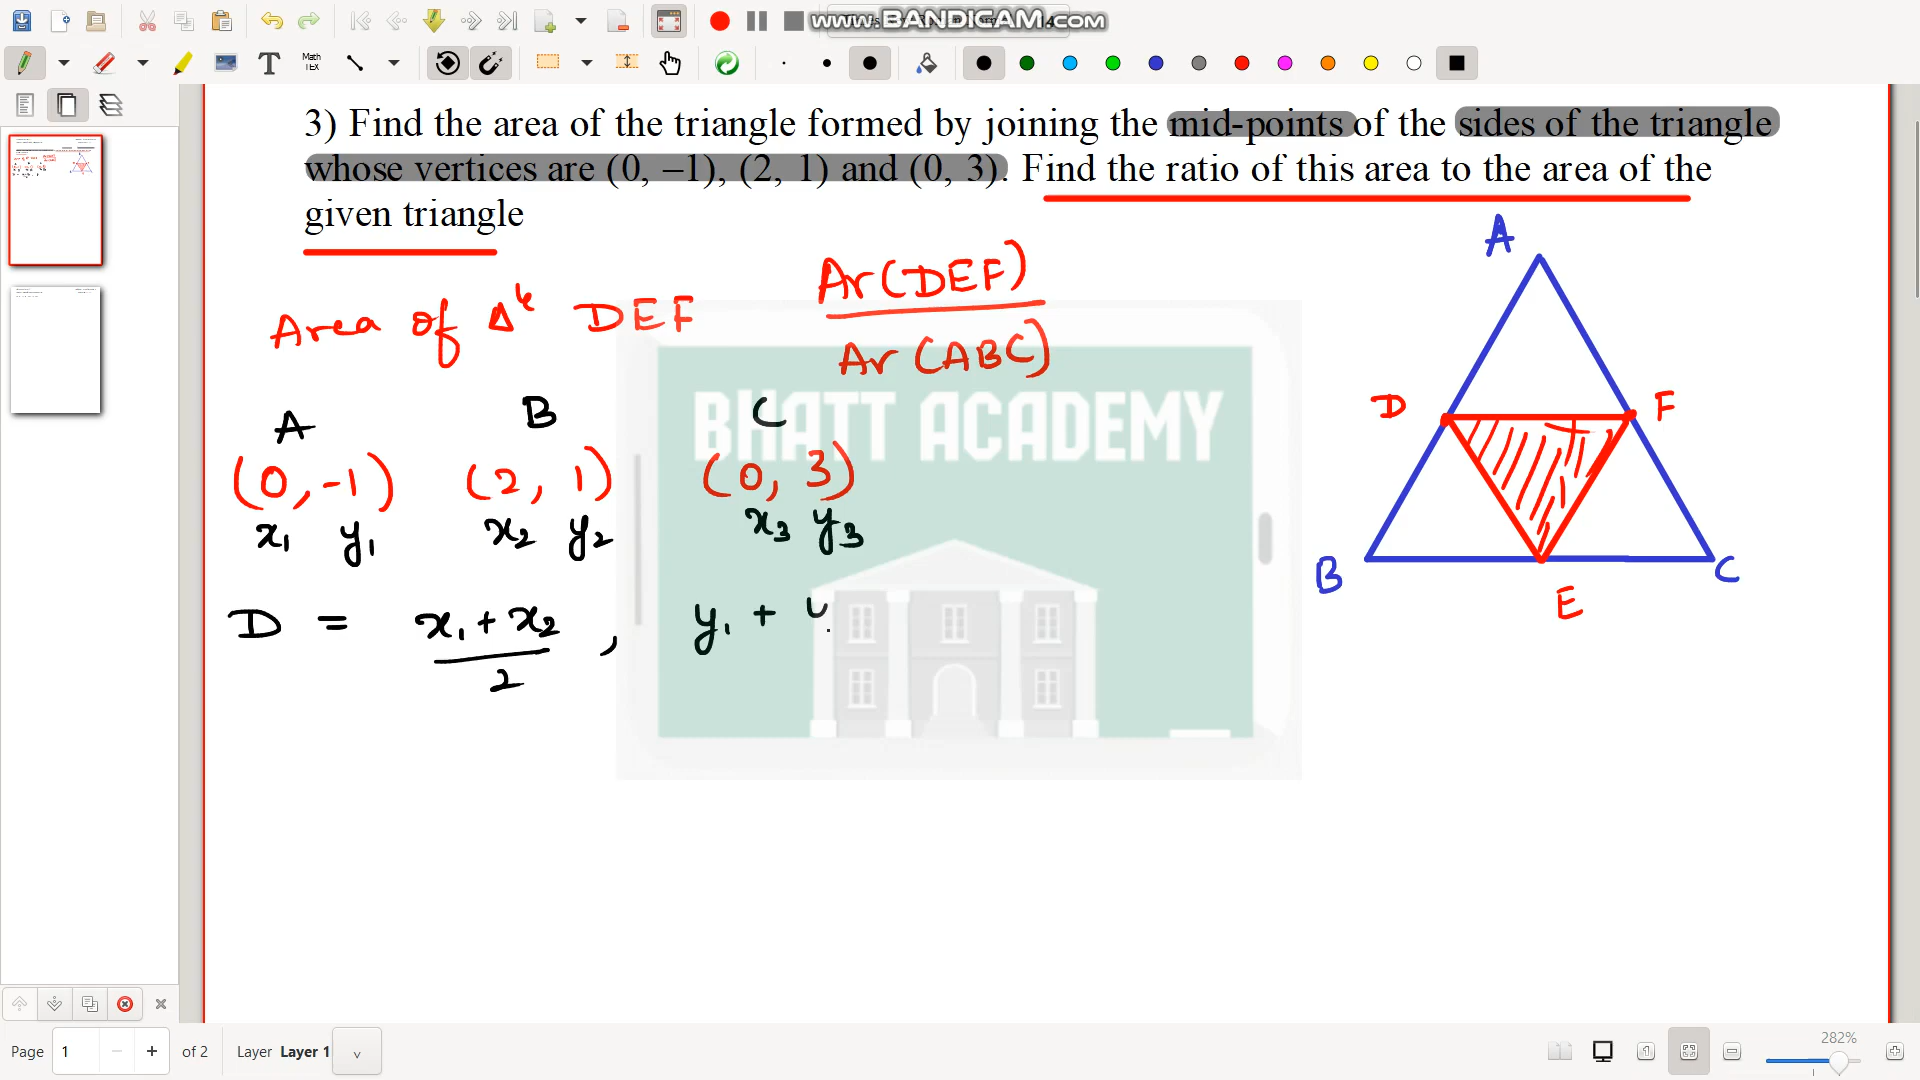 WWW.BANDICAM.COM
T
Math
TEX
3) Find the area of the triangle formed by joining the mid-points of the sides of the triangle
whose vertices are (0, −1), (2, 1) and (0, 3). Find the ratio of this area to the area of the
given triangle
A
Area of Δle DEF
Ar(DEF)
Ar(ABC)
D F
A B C
(0, -1) (2, 1) (0, 3)
x1 y1 x2 y2 x3 y3
B C
E
D = x1 + x2 , y1 +
2
BHATT ACADEMY
Page 1 of 2 Layer Layer 1
282%